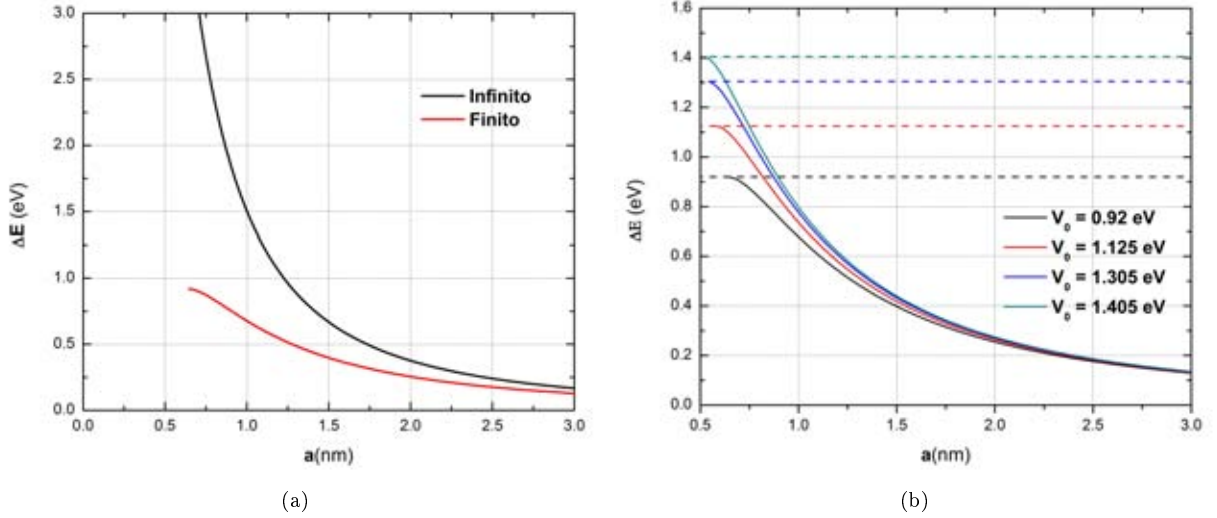 3.0
2.5
2.0
1.5
1.0
0.5
0.0
ΔE (eV)
Infinito
Finito
0.0 0.5 1.0 1.5 2.0 2.5 3.0
a(nm)
(a)
1.6
1.4
1.2
1.0
0.8
0.6
0.4
0.2
0.0
ΔE (eV)
V₀ = 0.92 eV
V₀ = 1.125 eV
V₀ = 1.305 eV
V₀ = 1.405 eV
0.5 1.0 1.5 2.0 2.5 3.0
a(nm)
(b)